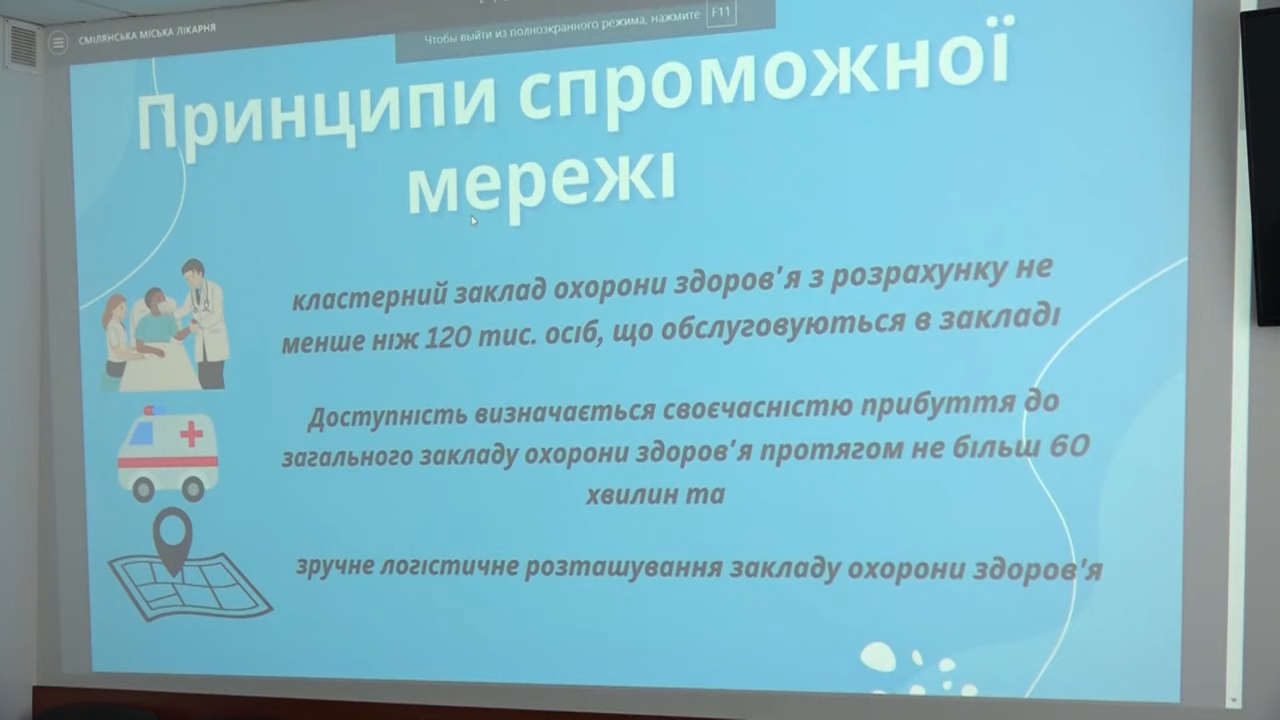 СМІЛЯНСЬКА МІСЬКА ЛІКАРНЯ
Чтобы выйти из полноэкранного режима, нажмите F11
Принципи спроможної
мережі
кластерний заклад охорони здоров'я з розрахунку не
менше ніж 120 тис. осіб, що обслуговуються в закладі
Доступність визначається своєчасністю прибуття до
загального закладу охорони здоров'я протягом не більш 60
хвилин та
зручне логістичне розташування закладу охорони здоров'я